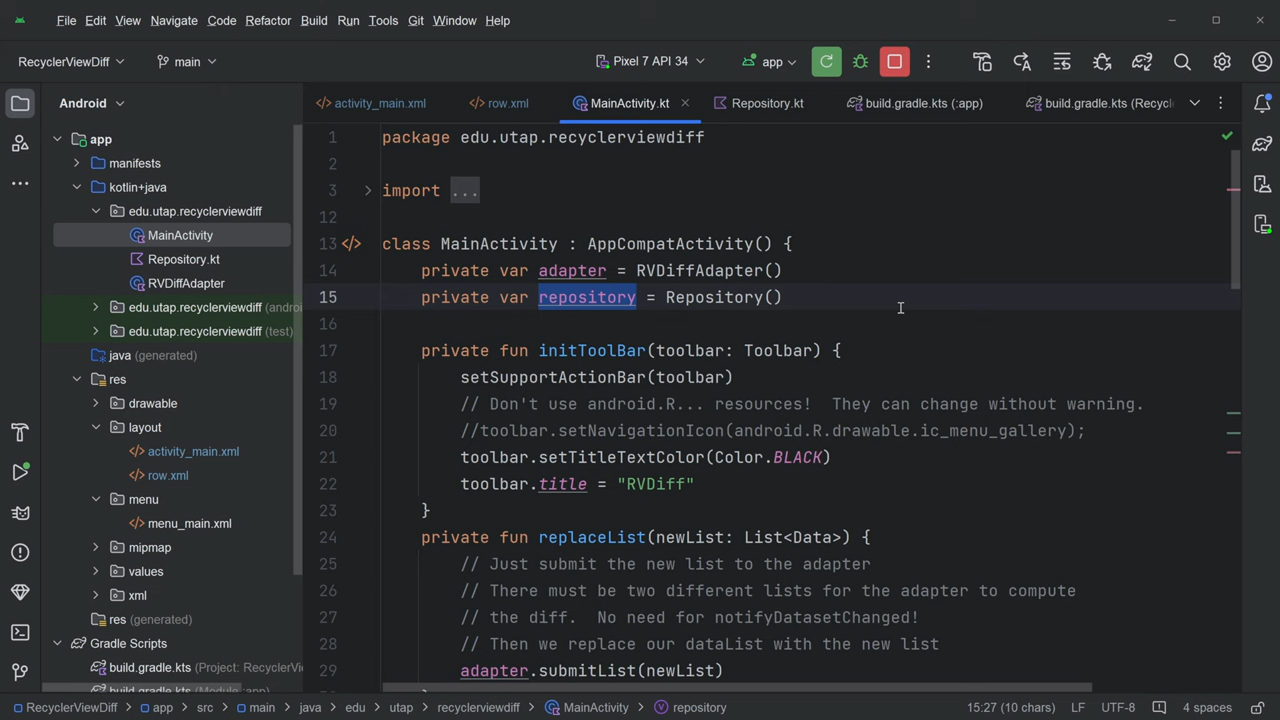 File Edit View Navigate Code Refactor Build Run Tools Git Window Help
RecyclerViewDiff main Pixel 7 API 34 app
Android
activity_main.xml row.xml MainActivity.kt Repository.kt build.gradle.kts (:app) build.gradle.kts (Recycl
app
manifests
kotlin+java
edu.utap.recyclerviewdiff
MainActivity
Repository.kt
RVDiffAdapter
edu.utap.recyclerviewdiff (andro
edu.utap.recyclerviewdiff (test)
java (generated)
res
drawable
layout
activity_main.xml
row.xml
menu
menu_main.xml
mipmap
values
xml
res (generated)
Gradle Scripts
build.gradle.kts (Project: RecyclerVi
build.gradle.kts (Module :app)
1 package edu.utap.recyclerviewdiff
2
3 import ...
12
13 class MainActivity : AppCompatActivity() {
14 private var adapter = RVDiffAdapter()
15 private var repository = Repository()
16
17 private fun initToolBar(toolbar: Toolbar) {
18 setSupportActionBar(toolbar)
19 // Don't use android.R... resources!  They can change without warning.
20 //toolbar.setNavigationIcon(android.R.drawable.ic_menu_gallery);
21 toolbar.setTitleTextColor(Color.BLACK)
22 toolbar.title = "RVDiff"
23 }
24 private fun replaceList(newList: List<Data>) {
25 // Just submit the new list to the adapter
26 // There must be two different lists for the adapter to compute
27 // the diff.  No need for notifyDatasetChanged!
28 // Then we replace our dataList with the new list
29 adapter.submitList(newList)
RecyclerViewDiff app src main java edu utap recyclerviewdiff MainActivity repository 15:27 (10 chars) LF UTF-8 4 spaces